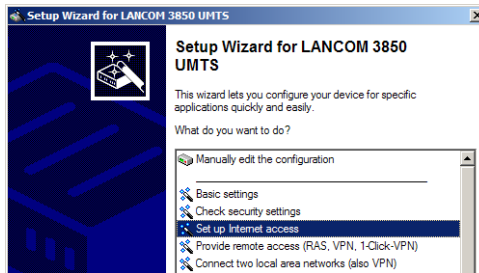 Setup Wizard for LANCOM 3850 UMTS
Setup Wizard for LANCOM 3850
UMTS
This wizard lets you configure your device for specific
applications quickly and easily.
What do you want to do?
Manually edit the configuration
Basic settings
Check security settings
Set up Internet access
Provide remote access (RAS, VPN, 1-Click-VPN)
Connect two local area networks (also VPN)